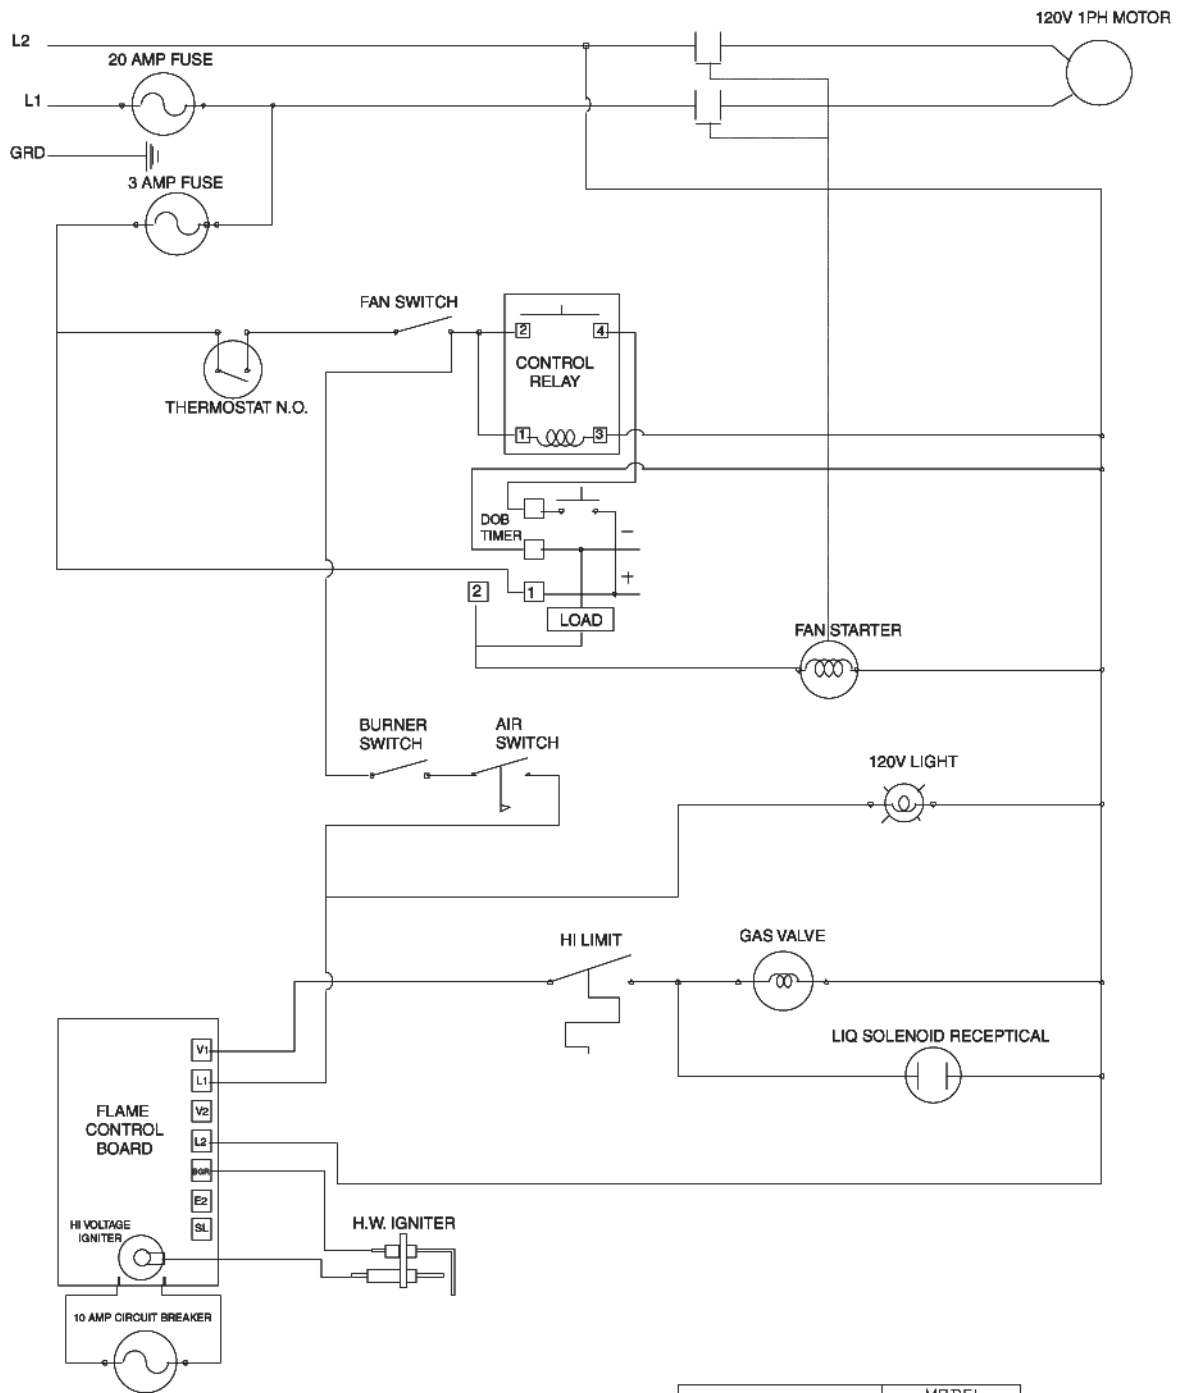 120V 1PH MOTOR
L2
20 AMP FUSE
L1
GRD
3 AMP FUSE
FAN SWITCH
2
4
CONTROL
RELAY
THERMOSTAT N.O.
1
3
DOB
TIMER
−
+
2
1
LOAD
FAN STARTER
BURNER
SWITCH
AIR
SWITCH
120V LIGHT
HI LIMIT
GAS VALVE
LIQ SOLENOID RECEPTICAL
V1
L1
FLAME
CONTROL
BOARD
V2
L2
BGR
E2
SL
HI VOLTAGE
IGNITER
H.W. IGNITER
10 AMP CIRCUIT BREAKER
MODEL